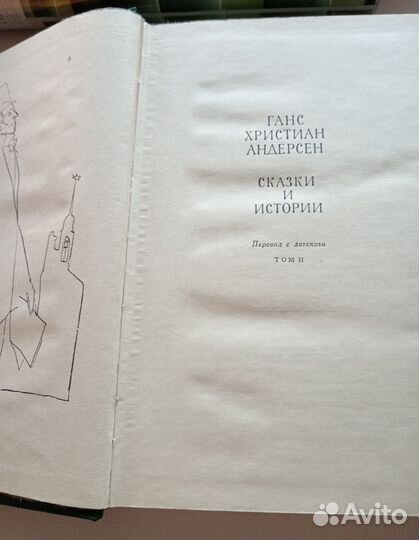 ГАНС
ХРИСТИАН
АНДЕРСЕН
СКАЗКИ
И
ИСТОРИИ
Перевод с датского
ТОМ II
Avito